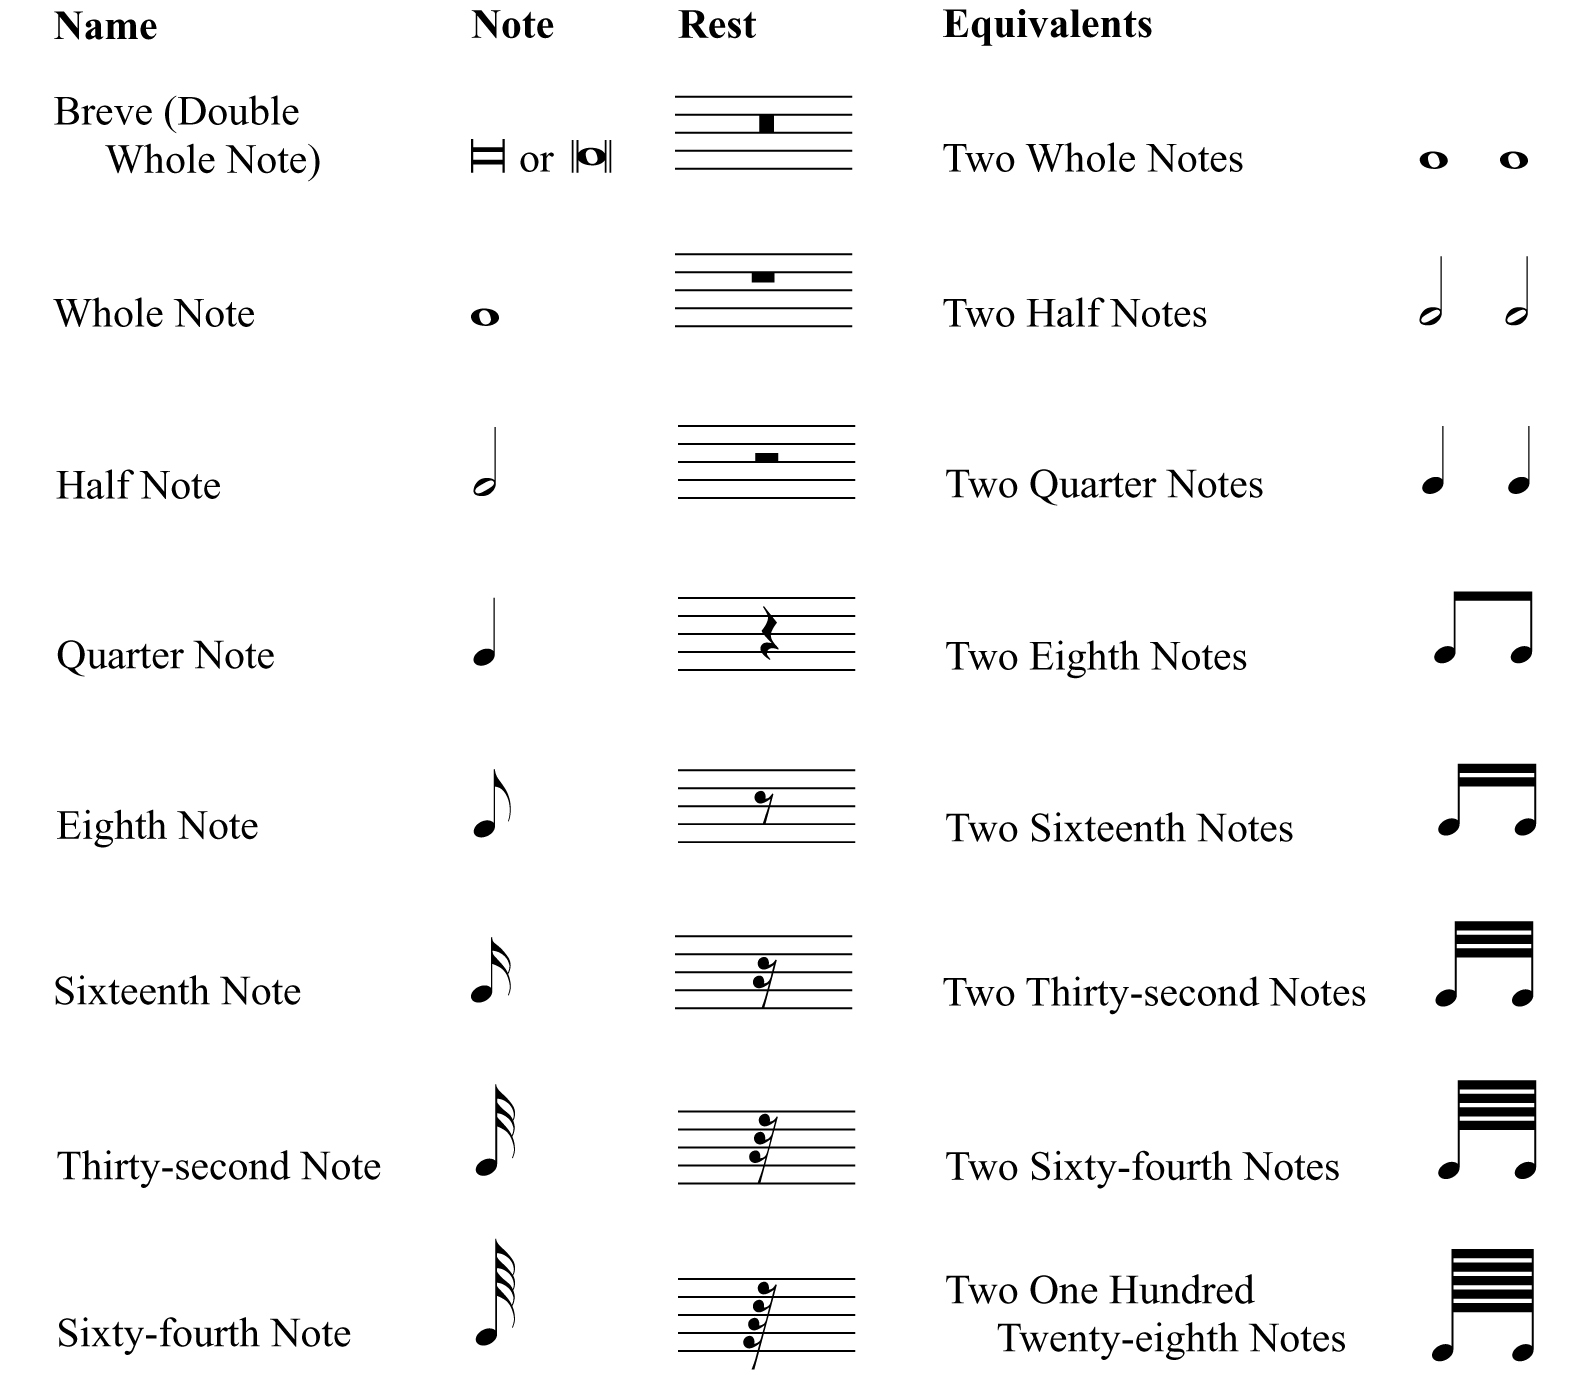 Name Note Rest Equivalents
Breve (Double
Whole Note) or Two Whole Notes
Whole Note Two Half Notes
Half Note Two Quarter Notes
Quarter Note Two Eighth Notes
Eighth Note Two Sixteenth Notes
Sixteenth Note Two Thirty-second Notes
Thirty-second Note Two Sixty-fourth Notes
Two One Hundred
Sixty-fourth Note Twenty-eighth Notes